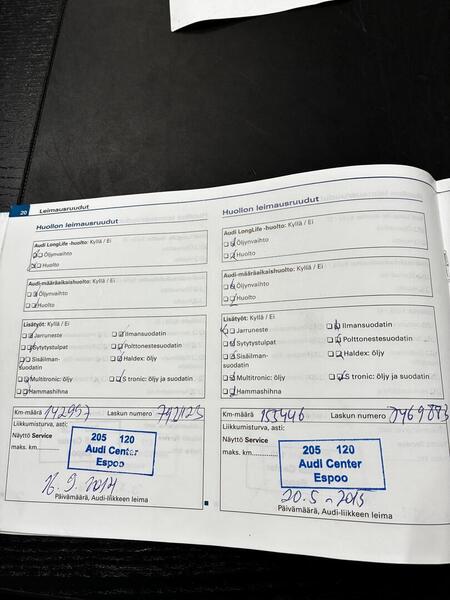 20 Leimausruudut
Huollon leimausruudut
Audi LongLife -huolto: Kyllä / Ei
Öljynvaihto
Huolto
Audi-määräaikaishuolto: Kyllä / Ei
Öljynvaihto
Huolto
Lisätyöt: Kyllä / Ei
Jarruneste Ilmansuodatin
Sytytystulpat Polttonestesuodatin
Sisäilman- Haldex: öljy
suodatin
Multitronic: öljy S tronic: öljy ja suodatin
Hammashihna
Km-määrä 142957 Laskun numero
Liikkumisturva, asti:
Näyttö Service
maks. km
205 120
Audi Center
Espoo
16.9.2014
Päivämäärä, Audi-liikkeen leima
Huollon leimausruudut
Audi LongLife -huolto: Kyllä / Ei
Öljynvaihto
Huolto
Audi-määräaikaishuolto: Kyllä / Ei
Öljynvaihto
Huolto
Lisätyöt: Kyllä / Ei
Jarruneste Ilmansuodatin
Sytytystulpat Polttonestesuodatin
Sisäilman- Haldex: öljy
suodatin
Multitronic: öljy S tronic: öljy ja suodatin
Hammashihna
Km-määrä 155446 Laskun numero
Liikkumisturva, asti:
Näyttö Service
maks. km
205 120
Audi Center
Espoo
20.5-2015
Päivämäärä, Audi-liikkeen leima